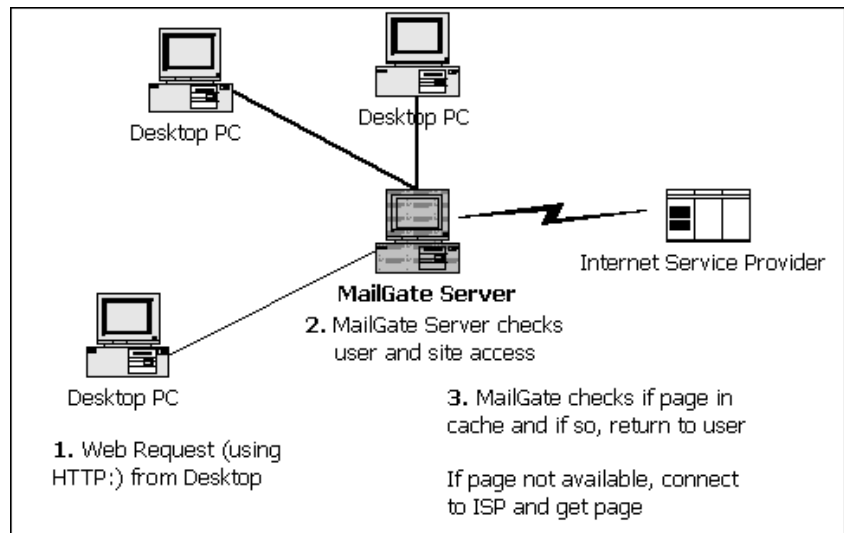 Desktop PC
Desktop PC
Internet Service Provider
MailGate Server
2. MailGate Server checks
user and site access
Desktop PC
3. MailGate checks if page in
cache and if so, return to user
1. Web Request (using
HTTP:) from Desktop
If page not available, connect
to ISP and get page